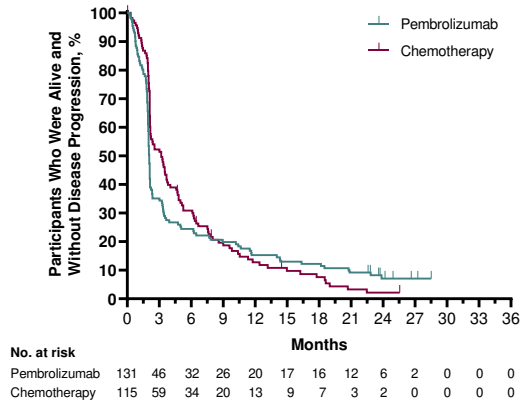 Participants Who Were Alive and
Without Disease Progression, %
100
90
80
70
60
50
40
30
20
10
0
Pembrolizumab
Chemotherapy
0 3 6 9 12 15 18 21 24 27 30 33 36
Months
No. at risk
Pembrolizumab 131 46 32 26 20 17 16 12 6 2 0 0 0
Chemotherapy 115 59 34 20 13 9 7 3 2 0 0 0 0